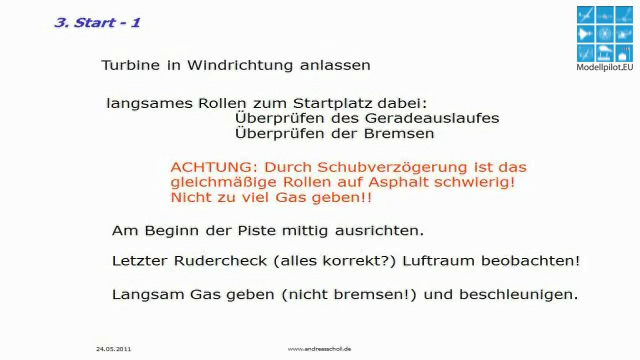 3. Start - 1
Modellpilot.EU
Turbine in Windrichtung anlassen
langsames Rollen zum Startplatz dabei:
Überprüfen des Geradeauslaufes
Überprüfen der Bremsen
ACHTUNG: Durch Schubverzögerung ist das
gleichmäßige Rollen auf Asphalt schwierig!
Nicht zu viel Gas geben!!
Am Beginn der Piste mittig ausrichten.
Letzter Rudercheck (alles korrekt?) Luftraum beobachten!
Langsam Gas geben (nicht bremsen!) und beschleunigen.
24.05.2011
www.andreasscholl.de